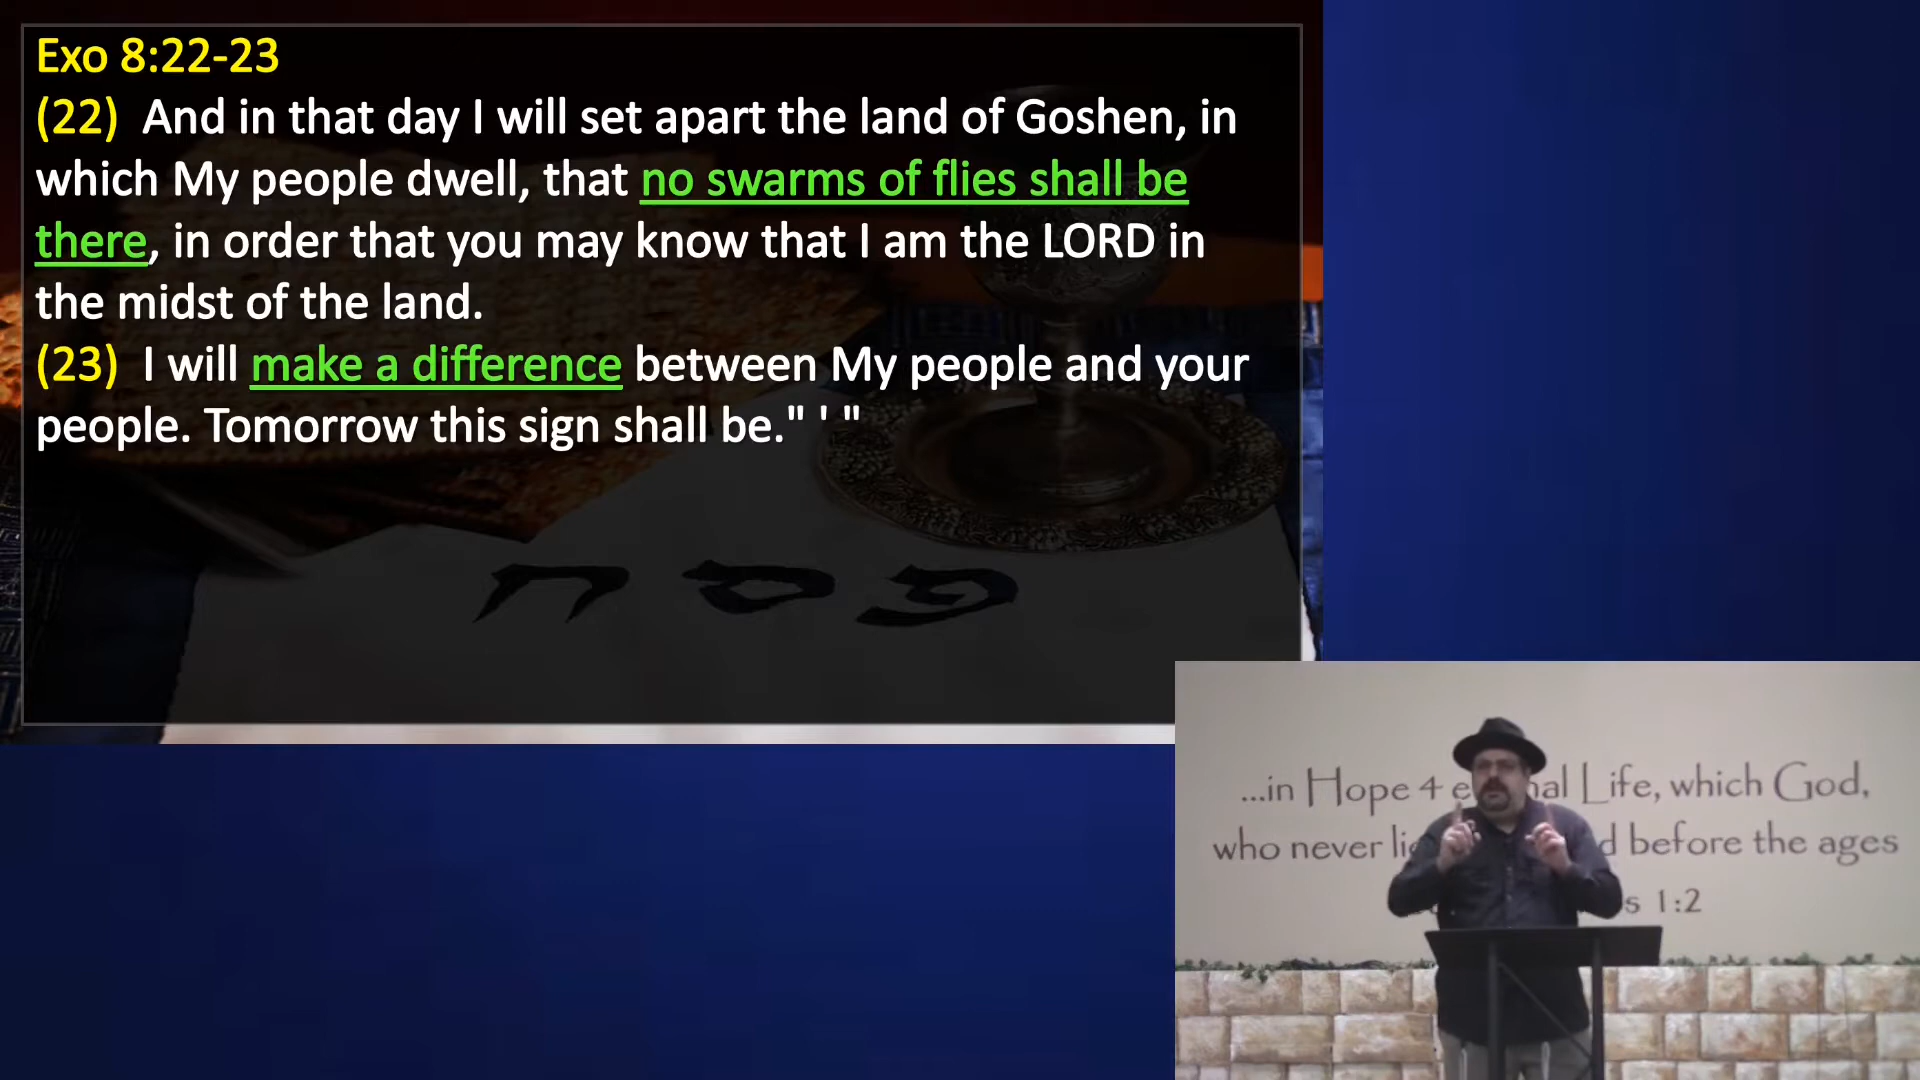 Exo 8:22-23
(22) And in that day I will set apart the land of Goshen, in
which My people dwell, that no swarms of flies shall be
there, in order that you may know that I am the LORD in
the midst of the land.
(23) I will make a difference between My people and your
people. Tomorrow this sign shall be." ' "
פסח
...in Hope 4 e al Life, which God,
who never li d before the ages
s 1:2